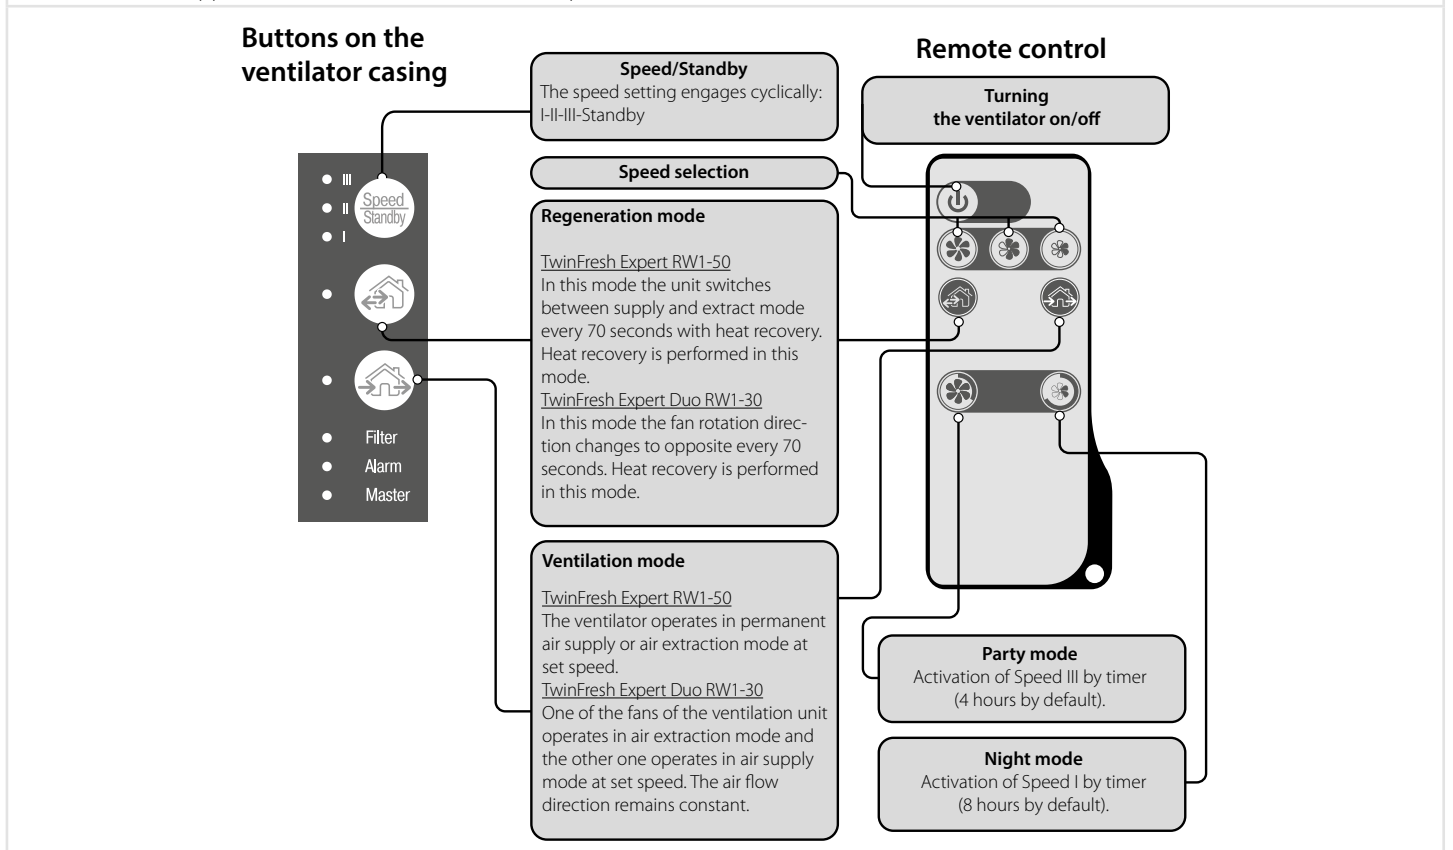 Buttons on the
ventilator casing
Speed/Standby
The speed setting engages cyclically:
I-II-III-Standby
Remote control
Turning
the ventilator on/off
Speed selection
III
II
I
Speed
Standby
Filter
Alarm
Master
Regeneration mode
TwinFresh Expert RW1-50
In this mode the unit switches
between supply and extract mode
every 70 seconds with heat recovery.
Heat recovery is performed in this
mode.
TwinFresh Expert Duo RW1-30
In this mode the fan rotation direc-
tion changes to opposite every 70
seconds. Heat recovery is performed
in this mode.
Ventilation mode
TwinFresh Expert RW1-50
The ventilator operates in permanent
air supply or air extraction mode at
set speed.
TwinFresh Expert Duo RW1-30
One of the fans of the ventilation unit
operates in air extraction mode and
the other one operates in air supply
mode at set speed. The air flow
direction remains constant.
Party mode
Activation of Speed III by timer
(4 hours by default).
Night mode
Activation of Speed I by timer
(8 hours by default).